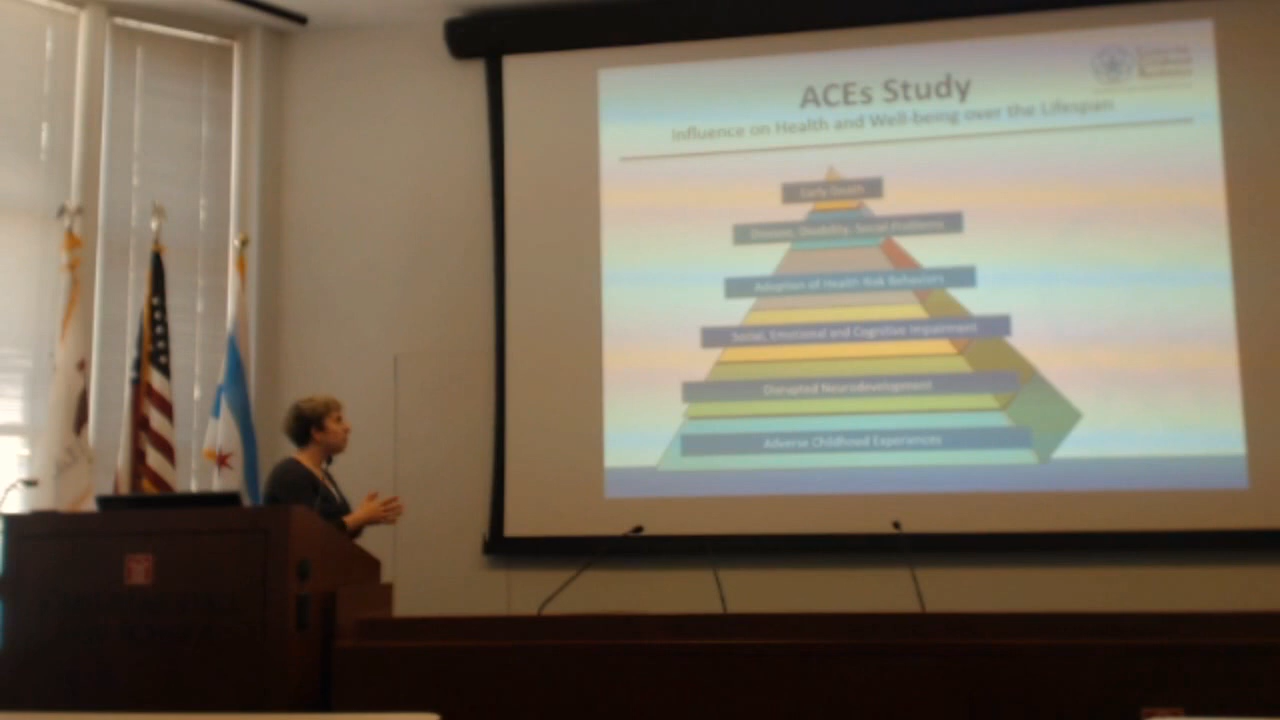 ACEs Study
Influence on Health and Well-being over the Lifespan
Early Death
Disease, Disability, Social Problems
Adoption of Health Risk Behaviors
Social, Emotional and Cognitive Impairment
Disrupted Neurodevelopment
Adverse Childhood Experiences